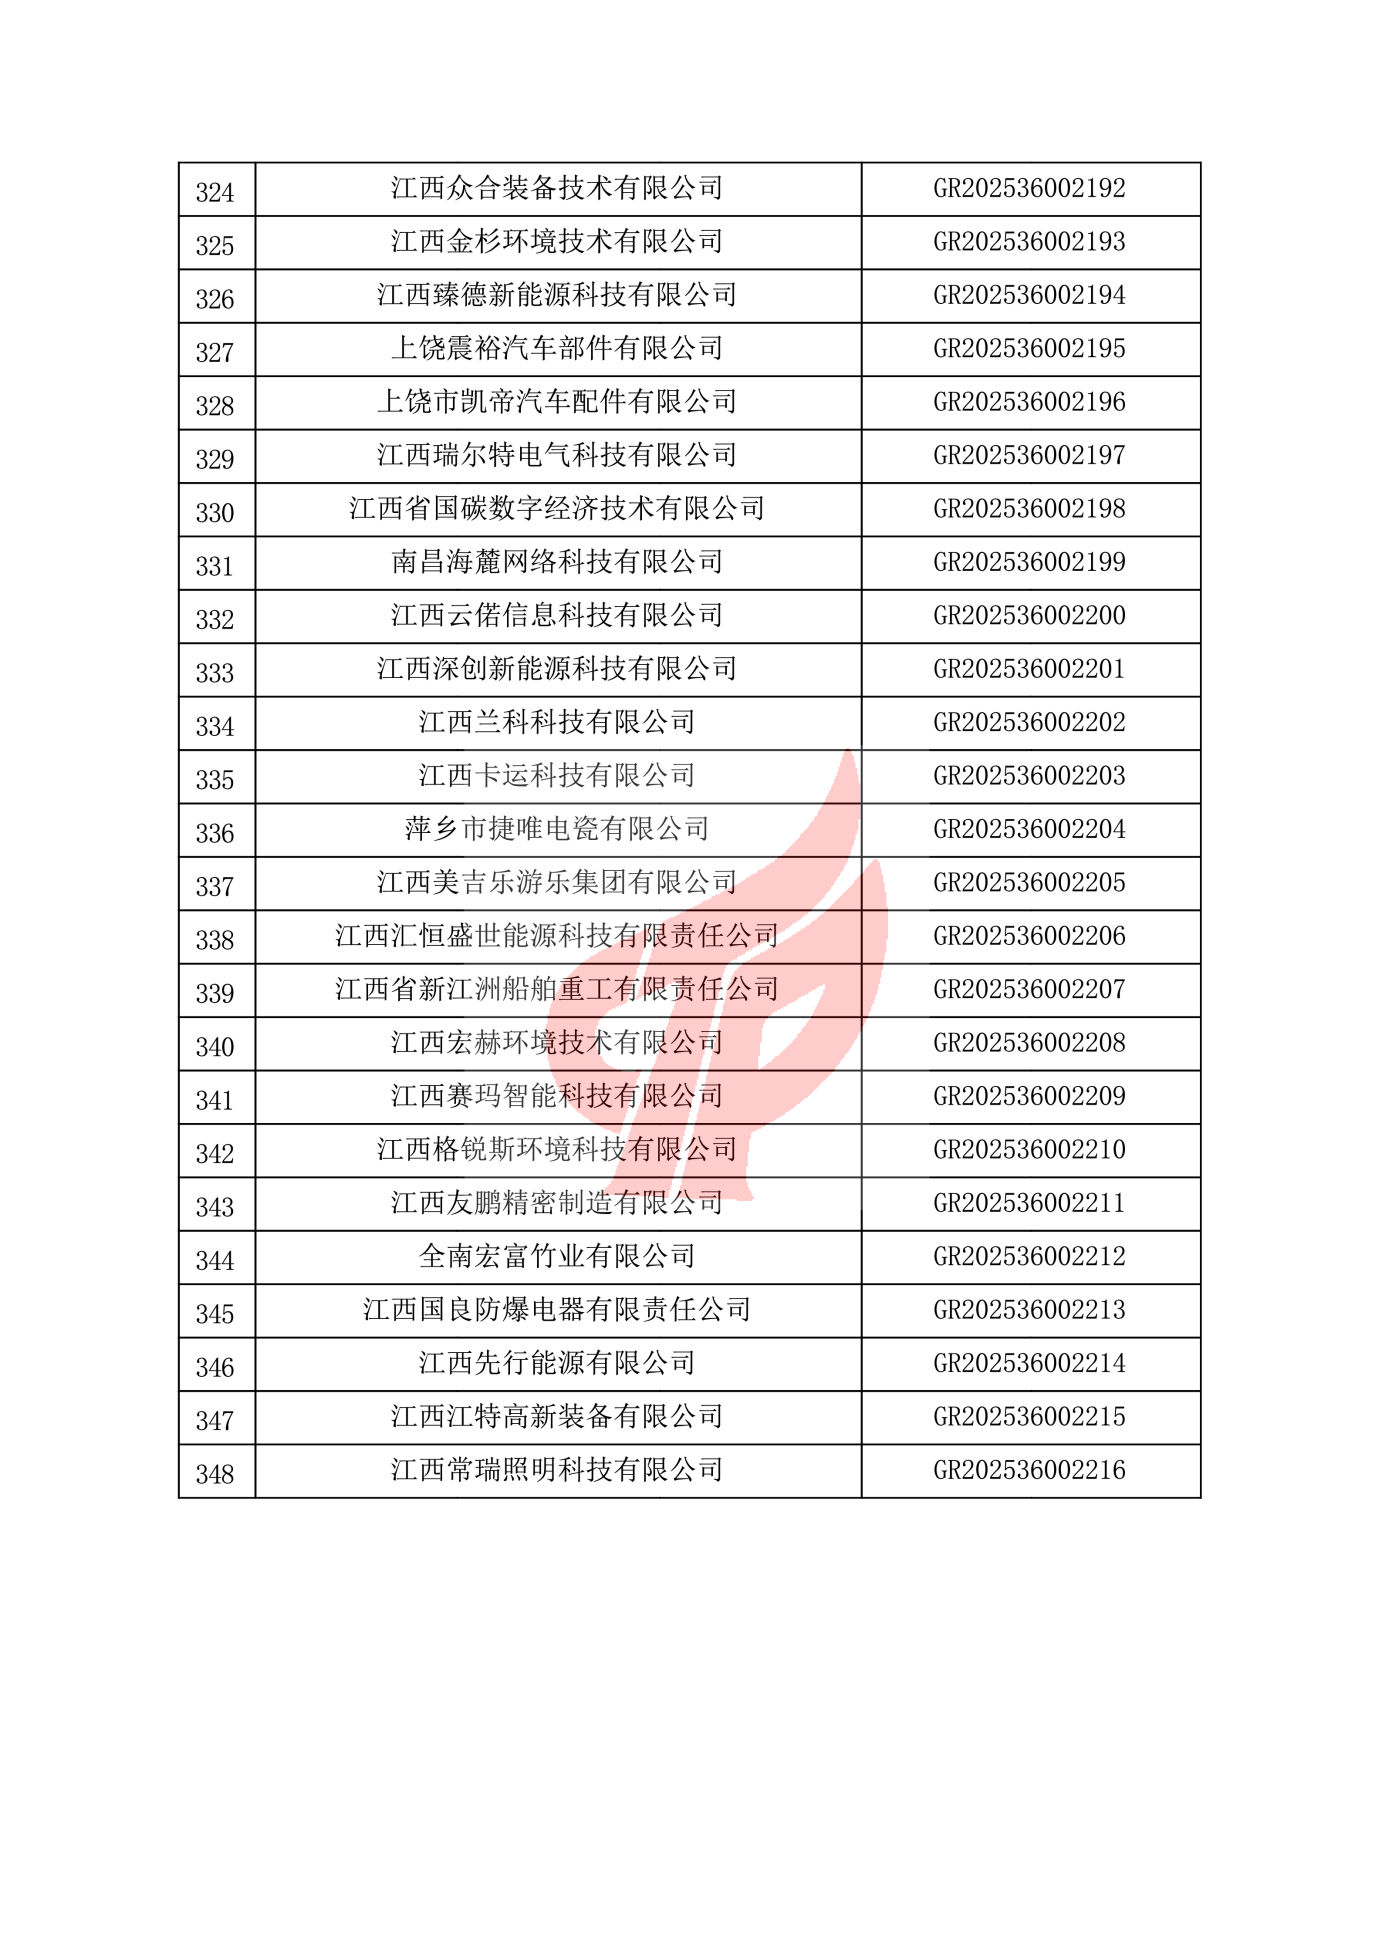 324 江西众合装备技术有限公司 GR202536002192
325 江西金杉环境技术有限公司 GR202536002193
326 江西臻德新能源科技有限公司 GR202536002194
327 上饶震裕汽车部件有限公司 GR202536002195
328 上饶市凯帝汽车配件有限公司 GR202536002196
329 江西瑞尔特电气科技有限公司 GR202536002197
330 江西省国碳数字经济技术有限公司 GR202536002198
331 南昌海麓网络科技有限公司 GR202536002199
332 江西云偌信息科技有限公司 GR202536002200
333 江西深创新能源科技有限公司 GR202536002201
334 江西兰科科技有限公司 GR202536002202
335 江西卡运科技有限公司 GR202536002203
336 萍乡市捷唯电瓷有限公司 GR202536002204
337 江西美吉乐游乐集团有限公司 GR202536002205
338 江西汇恒盛世能源科技有限责任公司 GR202536002206
339 江西省新江洲船舶重工有限责任公司 GR202536002207
340 江西宏赫环境技术有限公司 GR202536002208
341 江西赛玛智能科技有限公司 GR202536002209
342 江西格锐斯环境科技有限公司 GR202536002210
343 江西友鹏精密制造有限公司 GR202536002211
344 全南宏富竹业有限公司 GR202536002212
345 江西国良防爆电器有限责任公司 GR202536002213
346 江西先行能源有限公司 GR202536002214
347 江西江特高新装备有限公司 GR202536002215
348 江西常瑞照明科技有限公司 GR202536002216